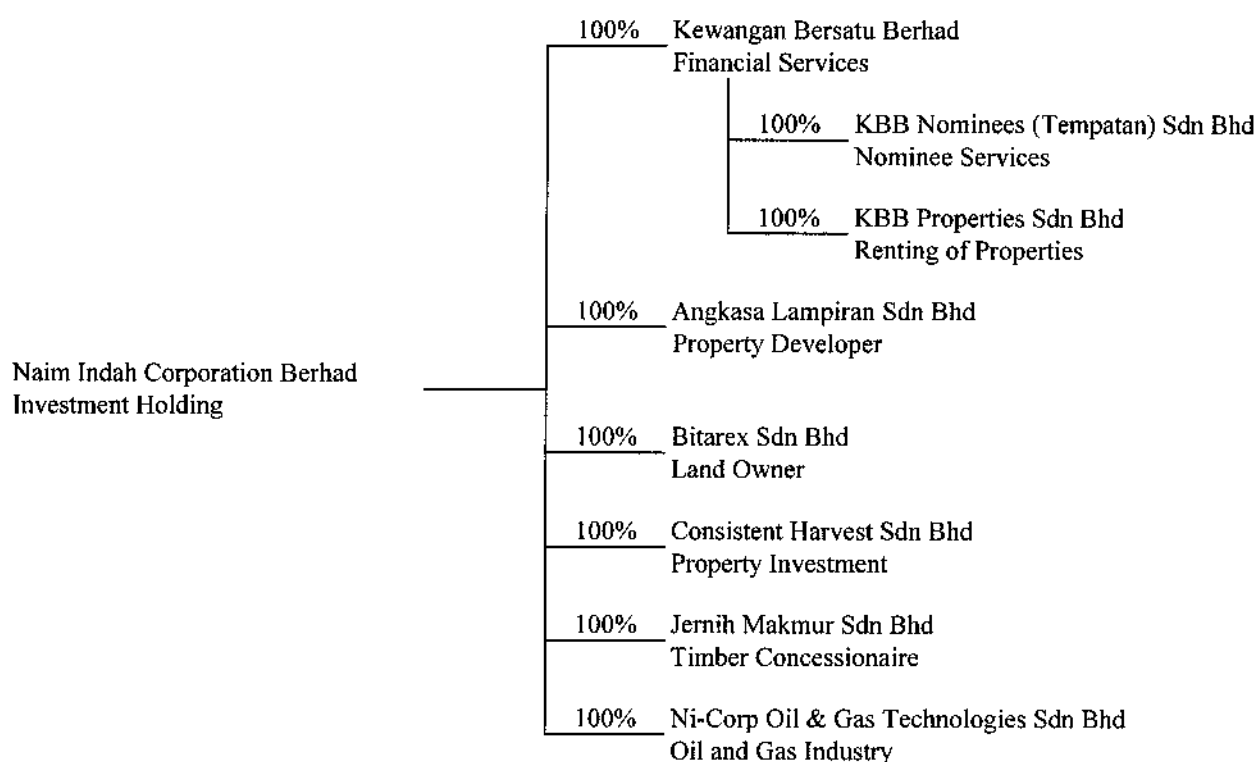 100% Kewangan Bersatu Berhad
Financial Services
100% KBB Nominees (Tempatan) Sdn Bhd
Nominee Services
100% KBB Properties Sdn Bhd
Renting of Properties
100% Angkasa Lampiran Sdn Bhd
Property Developer
Naim Indah Corporation Berhad
Investment Holding
100% Bitarex Sdn Bhd
Land Owner
100% Consistent Harvest Sdn Bhd
Property Investment
100% Jernih Makmur Sdn Bhd
Timber Concessionaire
100% Ni-Corp Oil & Gas Technologies Sdn Bhd
Oil and Gas Industry